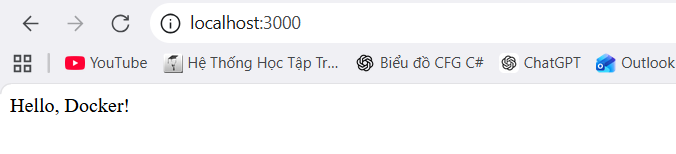 localhost:3000
YouTube Hệ Thống Học Tập Tr... Biểu đồ CFG C# ChatGPT Outlook
Hello, Docker!